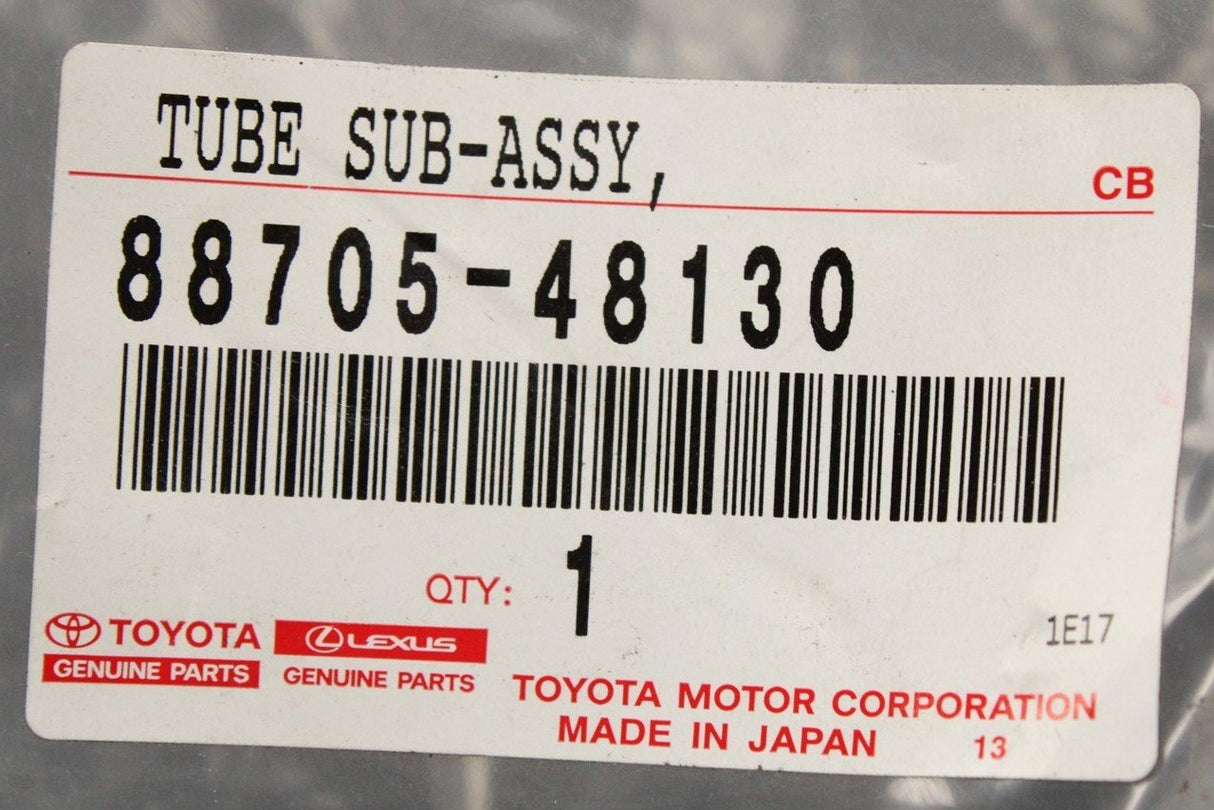 TUBE SUB-ASSY,
CB
88705-48130
QTY: 1
1E17
TOYOTA
GENUINE PARTS
LEXUS
GENUINE PARTS
TOYOTA MOTOR CORPORATION
MADE IN JAPAN 13